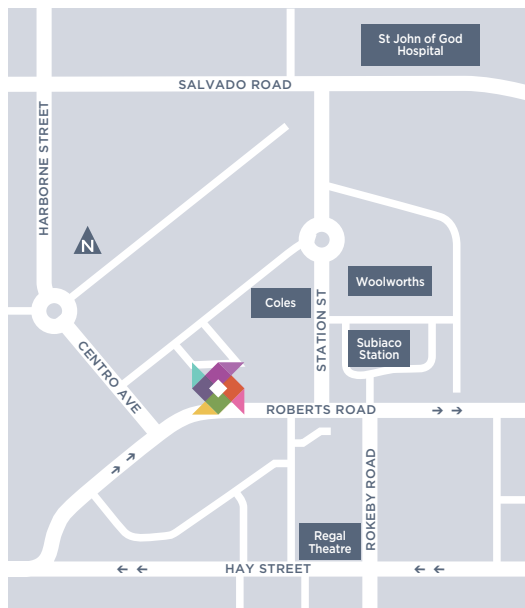 St John of God
Hospital
SALVADO ROAD
HARBORNE STREET
N
Woolworths
Coles
STATION ST
Subiaco
Station
CENTRO AVE
ROBERTS ROAD
ROKEBY ROAD
Regal
Theatre
HAY STREET